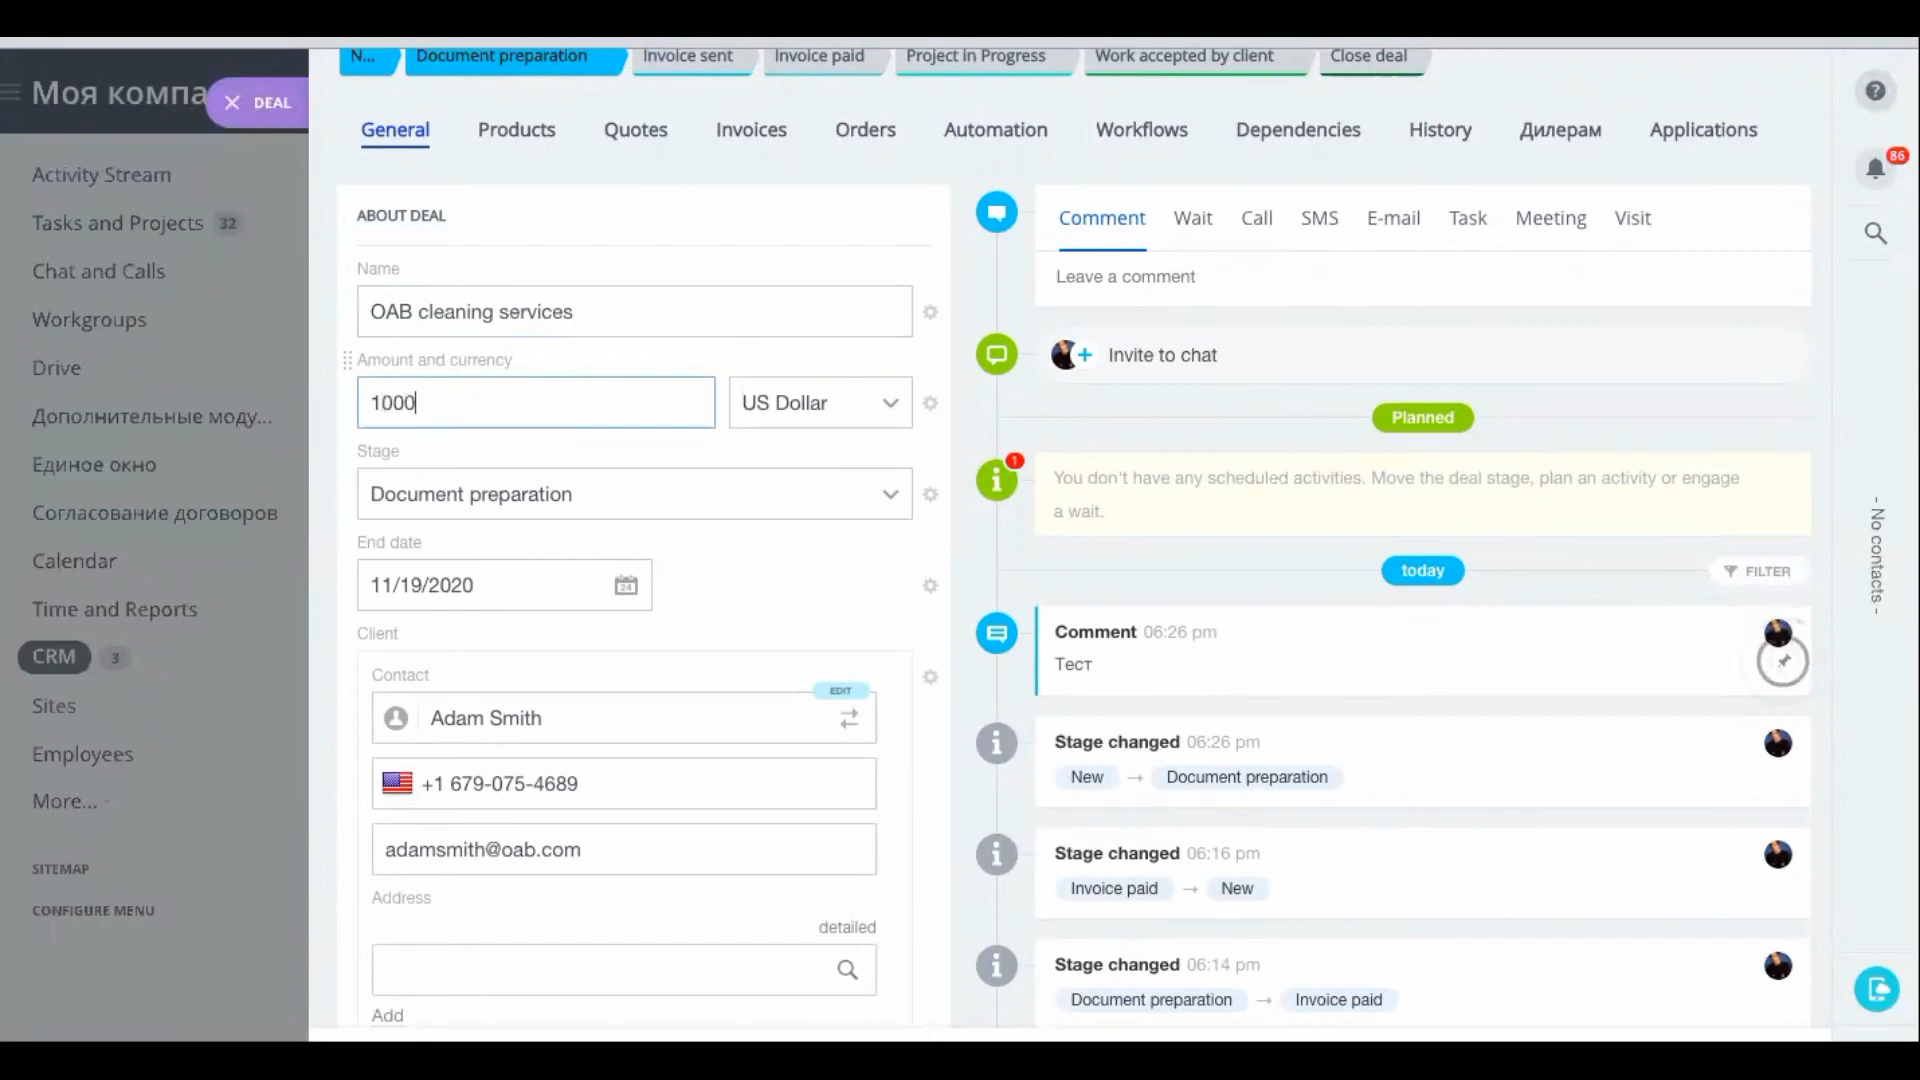 N...
Document preparation
Invoice sent
Invoice paid
Project in Progress
Work accepted by client
Close deal
Моя компа
DEAL
General
Products
Quotes
Invoices
Orders
Automation
Workflows
Dependencies
History
Дилерам
Applications
86
Activity Stream
Tasks and Projects 32
Chat and Calls
Workgroups
Drive
Дополнительные моду...
Единое окно
Согласование договоров
Calendar
Time and Reports
CRM 3
Sites
Employees
More...
SITEMAP
CONFIGURE MENU
ABOUT DEAL
Name
OAB cleaning services
Amount and currency
1000
US Dollar
Stage
Document preparation
End date
11/19/2020
24
Client
Contact
EDIT
Adam Smith
+1 679-075-4689
adamsmith@oab.com
Address
detailed
Add
Comment
Wait
Call
SMS
E-mail
Task
Meeting
Visit
Leave a comment
Invite to chat
Planned
1
You don't have any scheduled activities. Move the deal stage, plan an activity or engage
a wait.
today
FILTER
Comment 06:26 pm
Тест
Stage changed 06:26 pm
New → Document preparation
Stage changed 06:16 pm
Invoice paid → New
Stage changed 06:14 pm
Document preparation → Invoice paid
- No contacts -